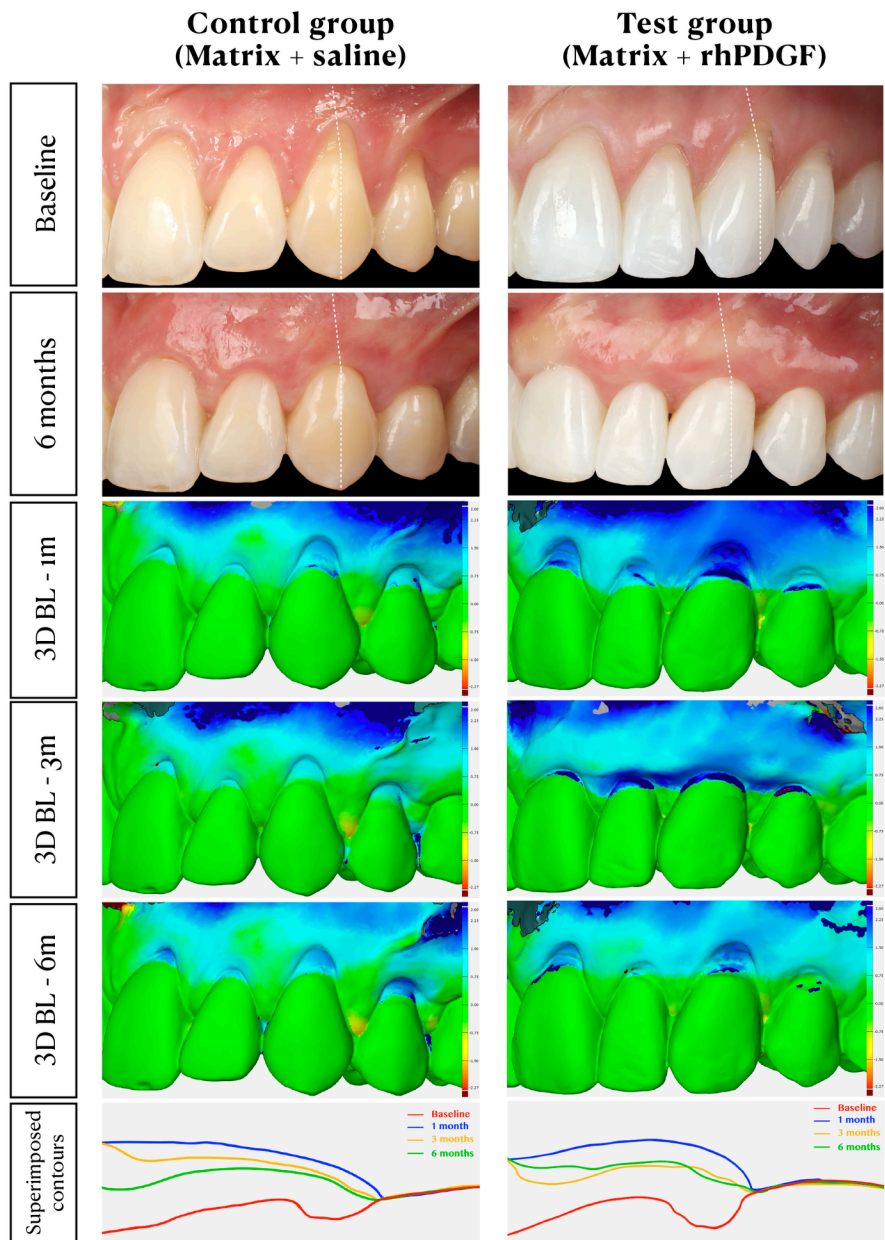 Control group
(Matrix + saline)
Test group
(Matrix + rhPDGF)
Baseline
6 months
3D BL - 1m
3D BL - 3m
3D BL - 6m
Superimposed
contours
Baseline
1 month
3 months
6 months
Baseline
1 month
3 months
6 months